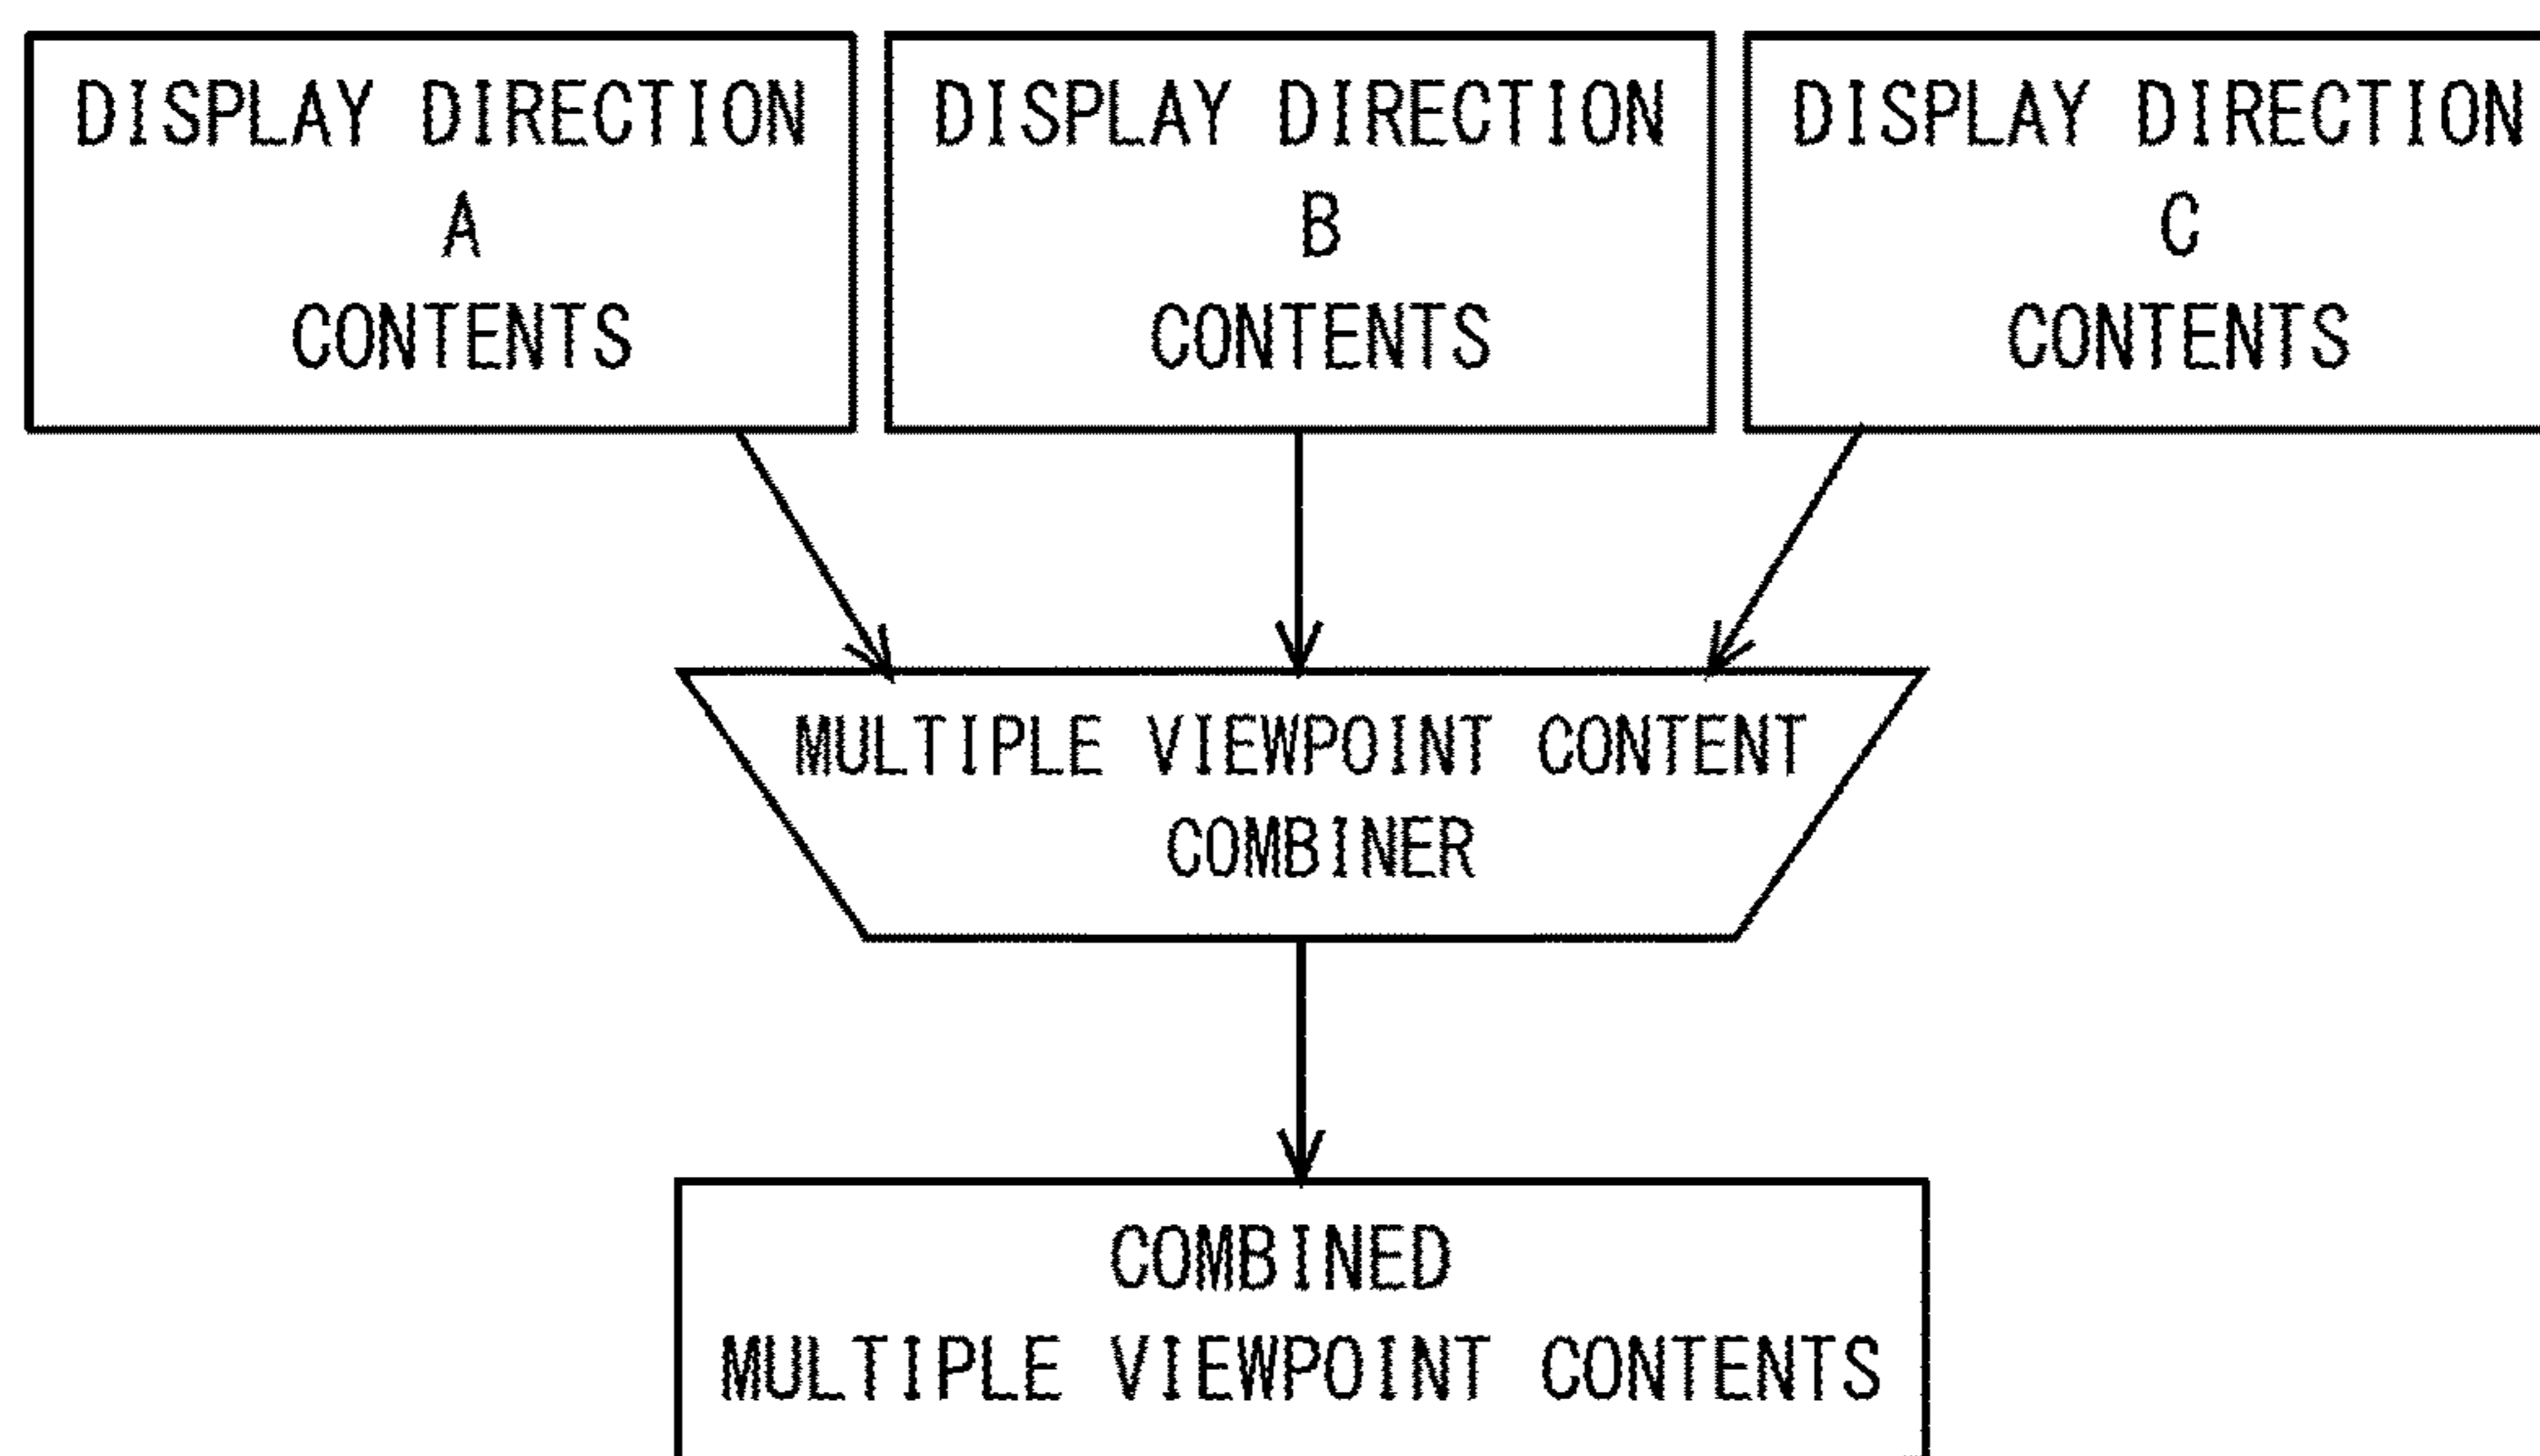 DISPLAY DIRECTION
A
CONTENTS
DISPLAY DIRECTION
B
CONTENTS
DISPLAY DIRECTION
C
CONTENTS
MULTIPLE VIEWPOINT CONTENT
COMBINER
COMBINED
MULTIPLE VIEWPOINT CONTENTS